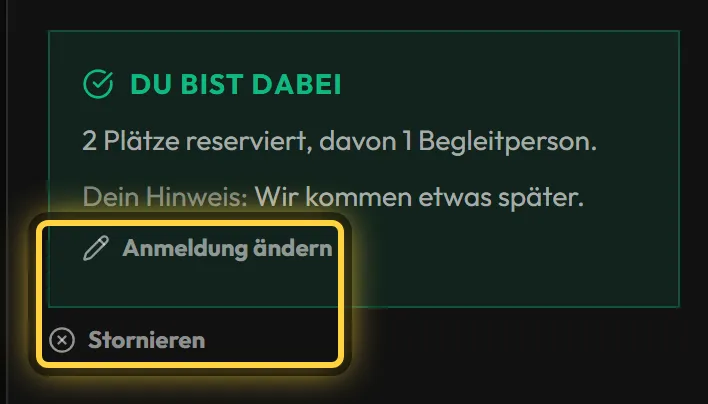 DU BIST DABEI
2 Plätze reserviert, davon 1 Begleitperson.
Dein Hinweis: Wir kommen etwas später.
Anmeldung ändern
Stornieren